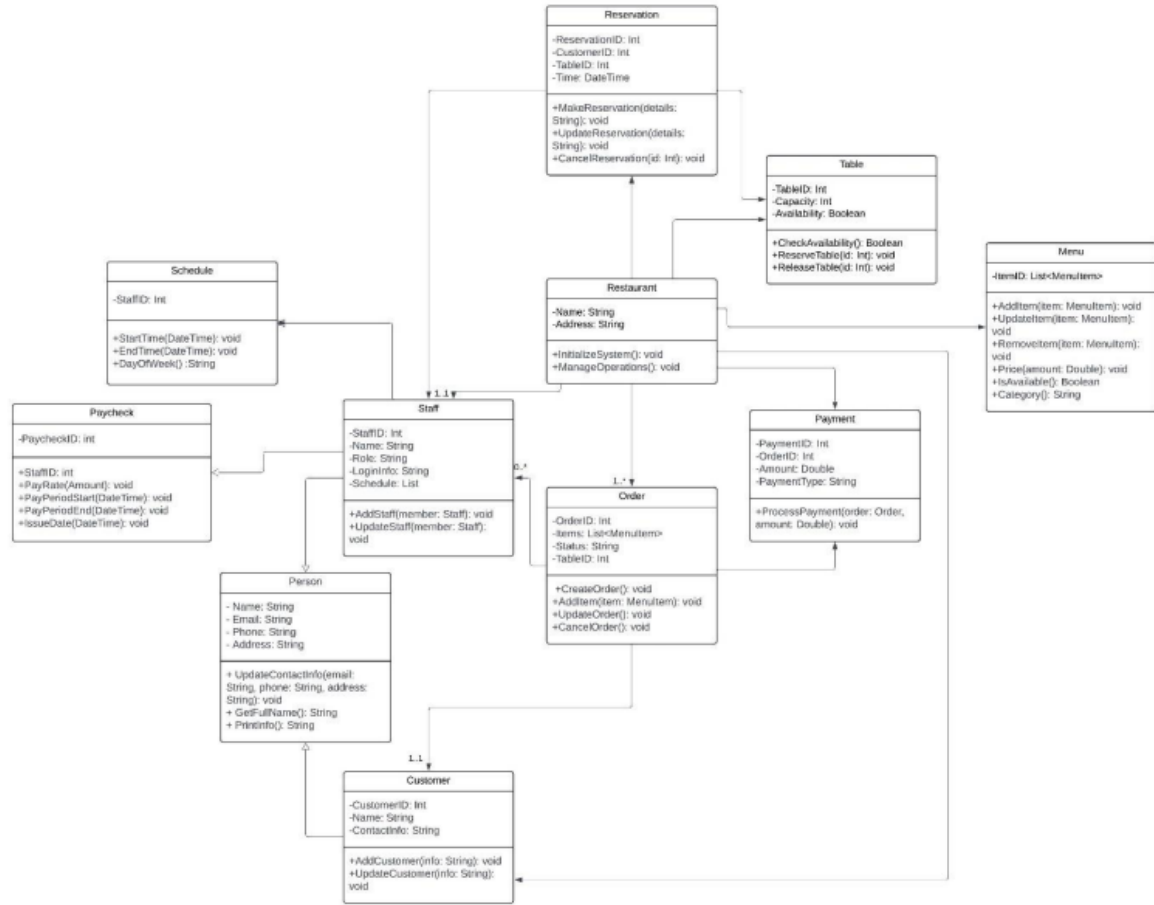 Reservation
-ReservationID: Int
-CustomerID: Int
-TableID: Int
-Time: DateTime
+MakeReservation(details:
String): void
+UpdateReservation(details:
String): void
+CancelReservation(id: Int): void
Table
-TableID: Int
-Capacity: Int
-Availability: Boolean
+CheckAvailability(): Boolean
+ReserveTable(id: Int): void
+ReleaseTable(id: Int): void
Menu
-ItemID: List<MenuItem>
+AddItem(item: MenuItem): void
+UpdateItem(item: MenuItem):
void
+RemoveItem(item: MenuItem):
void
+Price(amount: Double): void
+IsAvailable(): Boolean
+Category(): String
Schedule
-StaffID: Int
+StartTime(DateTime): void
+EndTime(DateTime): void
+DayOfWeek() :String
Restaurant
-Name: String
-Address: String
+InitializeSystem(): void
+ManageOperations(): void
1..1
Paycheck
-PaycheckID: int
+StaffID: int
+PayRate(Amount): void
+PayPeriodStart(DateTime): void
+PayPeriodEnd(DateTime): void
+IssueDate(DateTime): void
Staff
-StaffID: Int
-Name: String
-Role: String
-LoginInfo: String
-Schedule: List
+AddStaff(member: Staff): void
+UpdateStaff(member: Staff):
void
0..*
1..*
Order
-OrderID: Int
-Items: List<MenuItem>
-Status: String
-TableID: Int
+CreateOrder(): void
+AddItem(item: MenuItem): void
+UpdateOrder(): void
+CancelOrder(): void
Payment
-PaymentID: Int
-OrderID: Int
-Amount: Double
-PaymentType: String
+ProcessPayment(order: Order,
amount: Double): void
Person
- Name: String
- Email: String
- Phone: String
- Address: String
+ UpdateContactInfo(email:
String, phone: String, address:
String): void
+ GetFullName(): String
+ PrintInfo(): String
1..1
Customer
-CustomerID: Int
-Name: String
-ContactInfo: String
+AddCustomer(info: String): void
+UpdateCustomer(info: String):
void